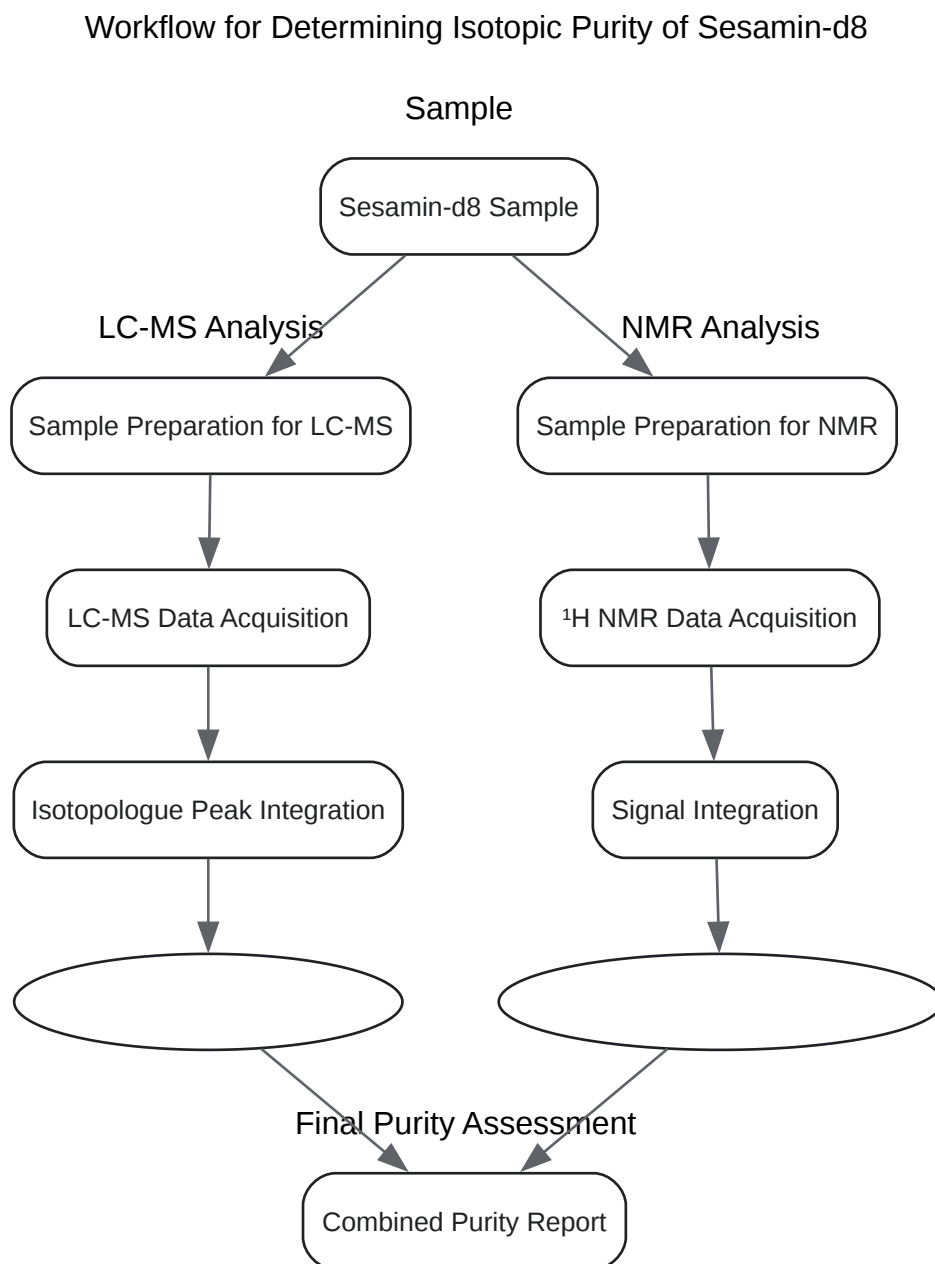 Workflow for Determining Isotopic Purity of Sesamin-d8
Sample
Sesamin-d8 Sample
LC-MS Analysis
NMR Analysis
Sample Preparation for LC-MS
Sample Preparation for NMR
LC-MS Data Acquisition
¹H NMR Data Acquisition
Isotopologue Peak Integration
Signal Integration
Final Purity Assessment
Combined Purity Report